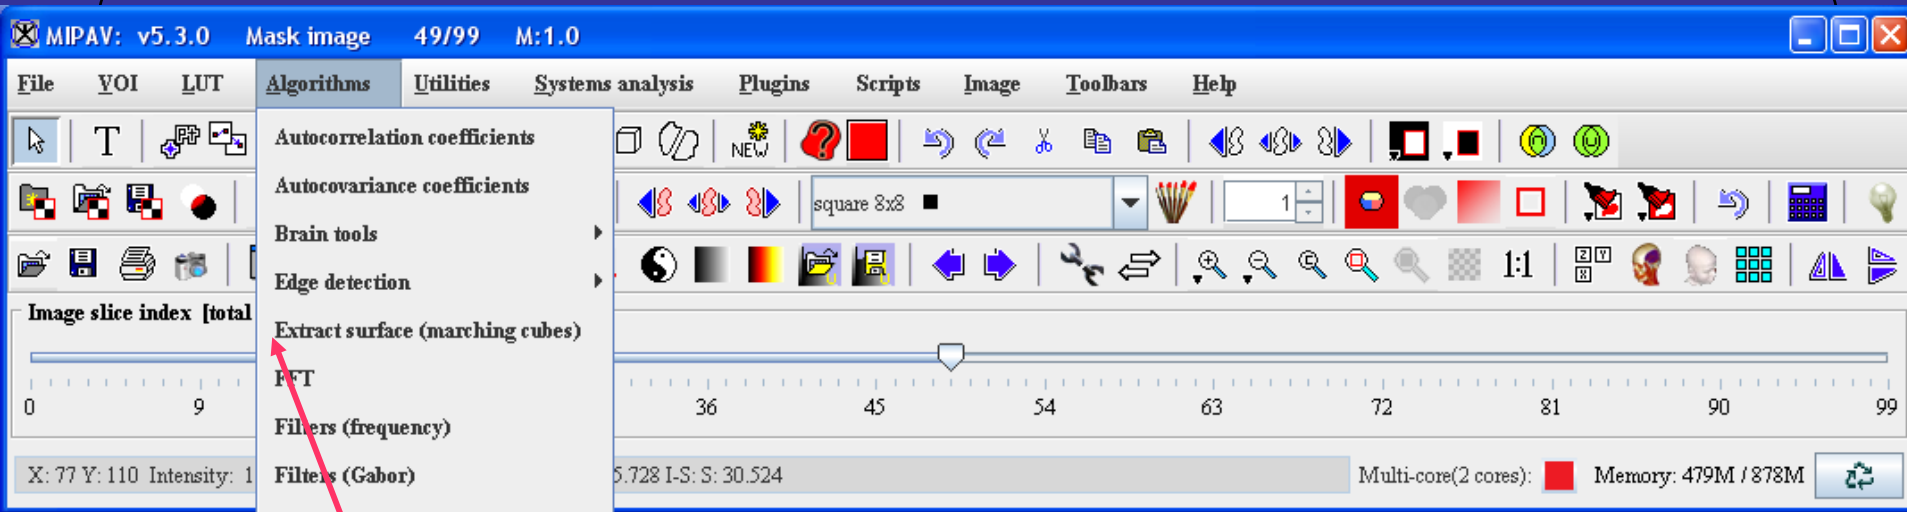 MIPAV: v5.3.0 Mask image 49/99 M:1.0
File VOI LUT Algorithms Utilities Systems analysis Plugins Scripts Image Toolbars Help
Autocorrelation coefficients
T NEW
Autocovariance coefficients
square 8x8 1
Brain tools
Edge detection
1:1
Image slice index [total
Extract surface (marching cubes)
FFT
0 9 36 45 54 63 72 81 90 99
Filters (frequency)
X: 77 Y: 110 Intensity: 1 5.728 I-S: S: 30.524 Multi-core(2 cores): Memory: 479M / 878M
Filters (Gabor)